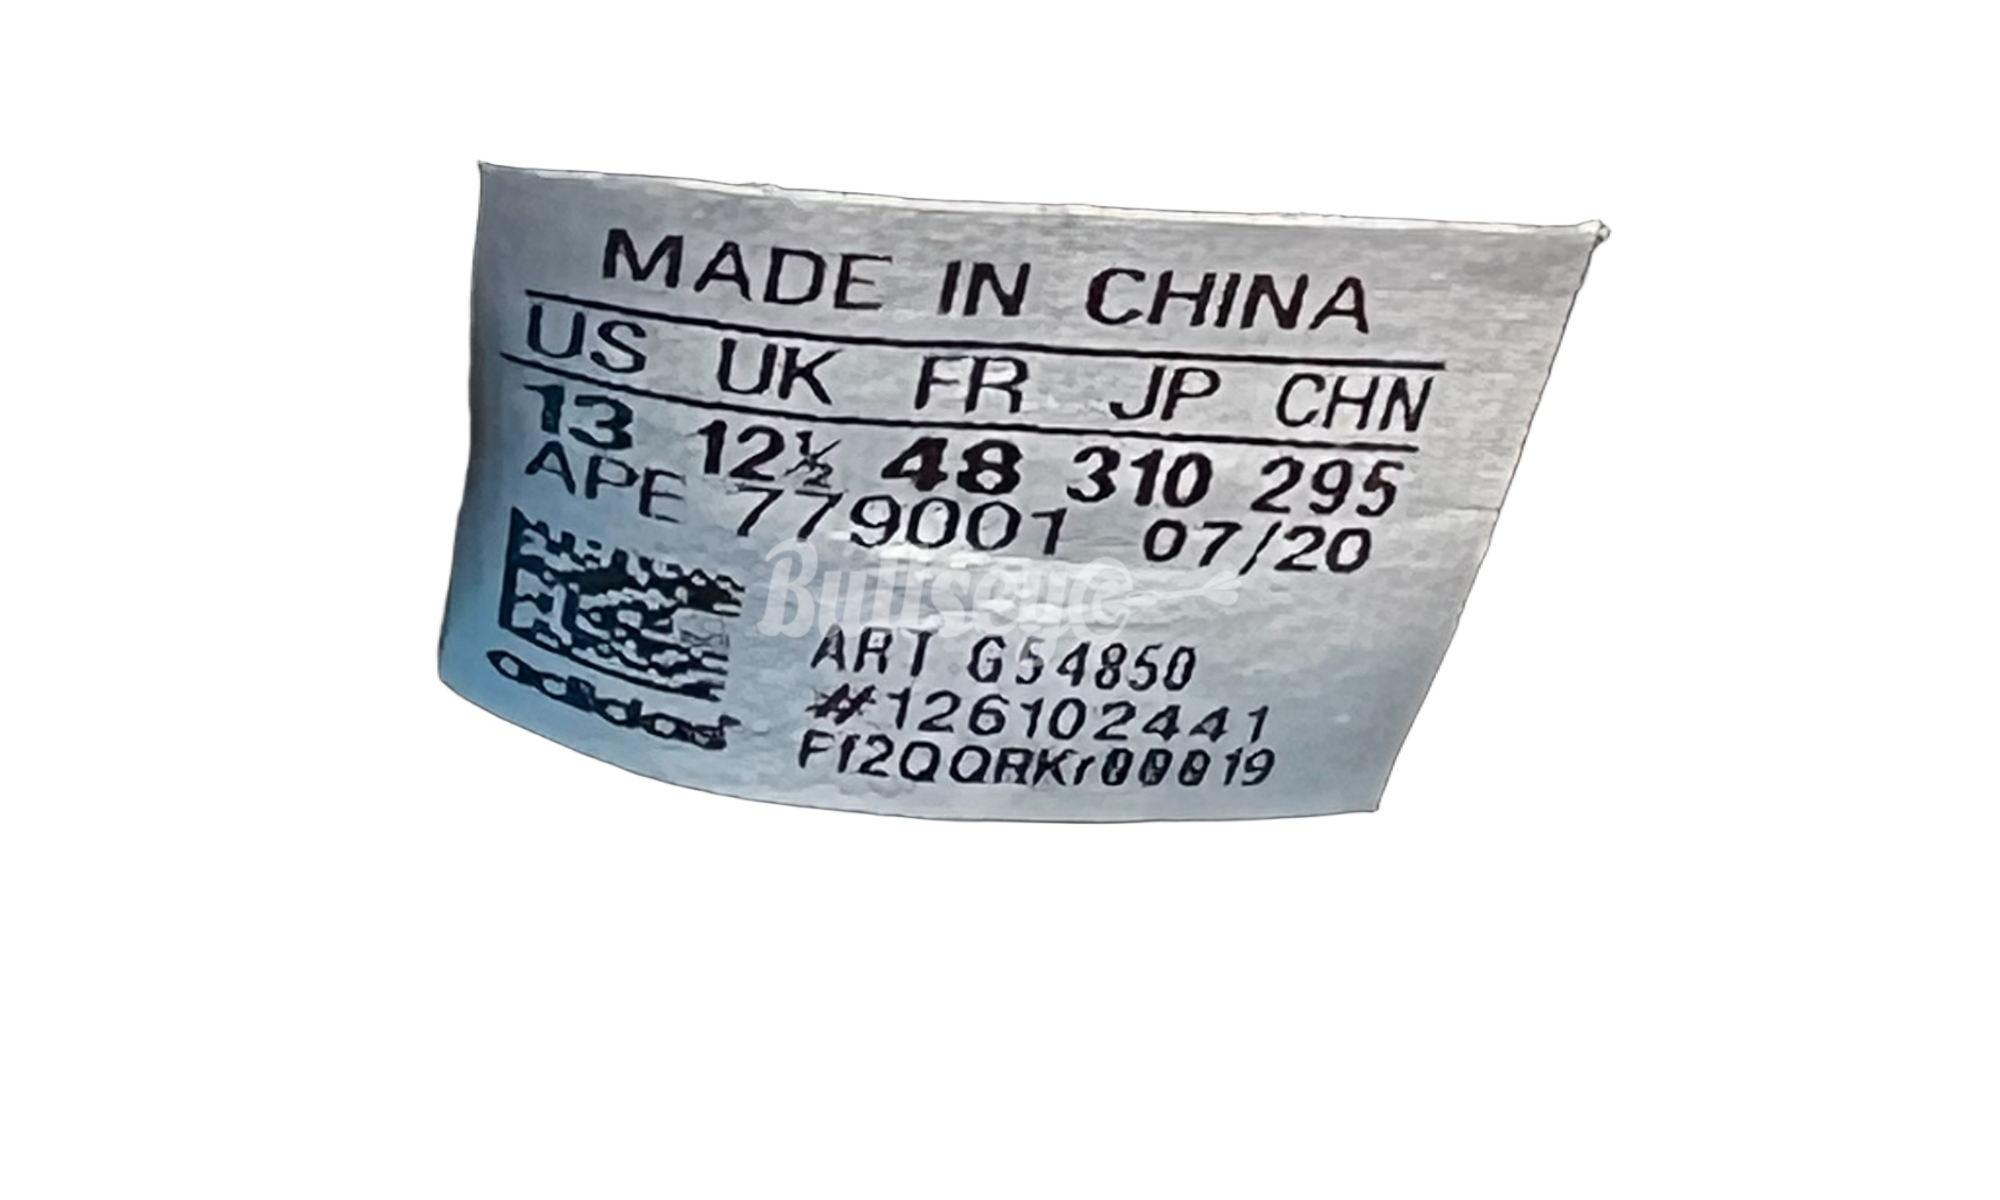 MADE IN CHINA
US UK FR JP CHN
13 12½ 48 310 295
APE 779001 07/20
Bullseye
ART G54850
#126102441
Ff2QQRKr00019
adidas